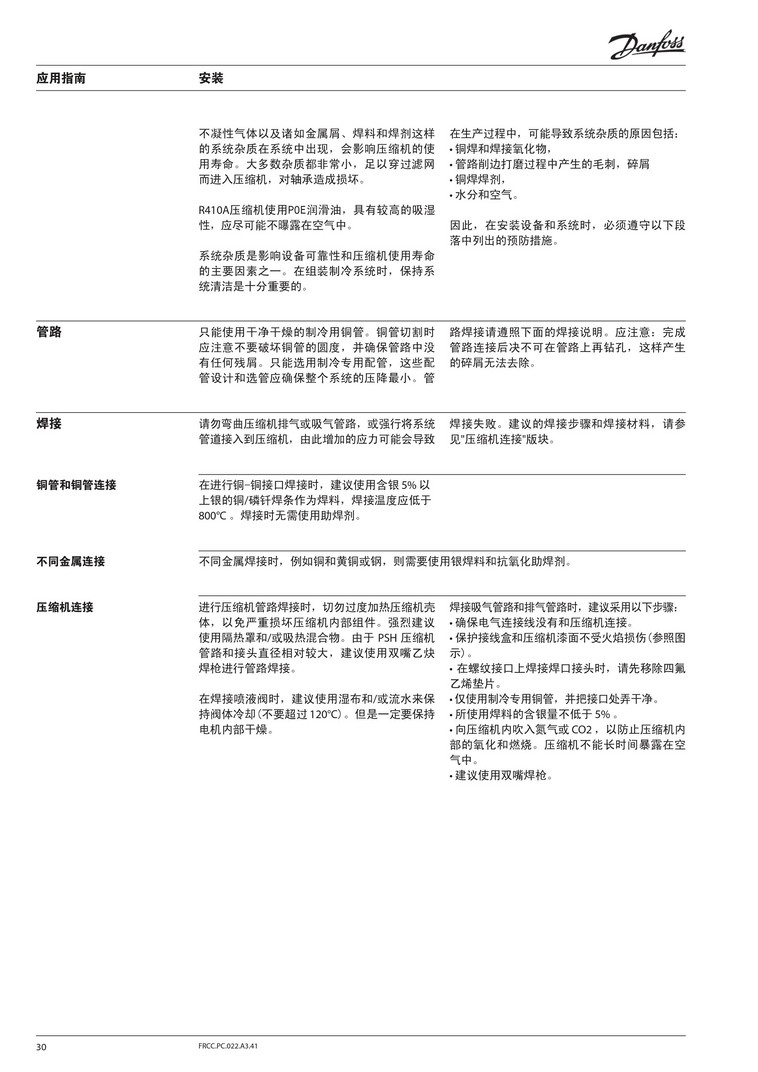 Danfoss
应用指南
安装
不凝性气体以及诸如金属屑、焊料和焊剂这样
的系统杂质在系统中出现，会影响压缩机的使
用寿命。大多数杂质都非常小，足以穿过滤网
而进入压缩机，对轴承造成损坏。
R410A压缩机使用POE润滑油，具有较高的吸湿
性，应尽可能不曝露在空气中。
系统杂质是影响设备可靠性和压缩机使用寿命
的主要因素之一。在组装制冷系统时，保持系
统清洁是十分重要的。
在生产过程中，可能导致系统杂质的原因包括：
• 铜焊和焊接氧化物，
• 管路削边打磨过程中产生的毛刺，碎屑
• 铜焊焊剂，
• 水分和空气。
因此，在安装设备和系统时，必须遵守以下段
落中列出的预防措施。
管路
只能使用干净干燥的制冷用铜管。铜管切割时
应注意不要破坏铜管的圆度，并确保管路中没
有任何残屑。只能选用制冷专用配管，这些配
管设计和选管应确保整个系统的压降最小。管
路焊接请遵照下面的焊接说明。应注意：完成
管路连接后决不可在管路上再钻孔，这样产生
的碎屑无法去除。
焊接
请勿弯曲压缩机排气或吸气管路，或强行将系统
管道接入到压缩机，由此增加的应力可能会导致
焊接失败。建议的焊接步骤和焊接材料，请参
见"压缩机连接"版块。
铜管和铜管连接
在进行铜-铜接口焊接时，建议使用含银 5% 以
上银的铜/磷钎焊条作为焊料，焊接温度应低于
800℃ 。焊接时无需使用助焊剂。
不同金属连接
不同金属焊接时，例如铜和黄铜或钢，则需要使用银焊料和抗氧化助焊剂。
压缩机连接
进行压缩机管路焊接时，切勿过度加热压缩机壳
体，以免严重损坏压缩机内部组件。强烈建议
使用隔热罩和/或吸热混合物。由于 PSH 压缩机
管路和接头直径相对较大，建议使用双嘴乙炔
焊枪进行管路焊接。
在焊接喷液阀时，建议使用湿布和/或流水来保
持阀体冷却（不要超过 120℃）。但是一定要保持
电机内部干燥。
焊接吸气管路和排气管路时，建议采用以下步骤：
• 确保电气连接线没有和压缩机连接。
• 保护接线盒和压缩机漆面不受火焰损伤（参照图
示）。
• 在螺纹接口上焊接焊口接头时，请先移除四氟
乙烯垫片。
• 仅使用制冷专用铜管，并把接口处弄干净。
• 所使用焊料的含银量不低于 5% 。
• 向压缩机内吹入氮气或 CO2 ，以防止压缩机内
部的氧化和燃烧。压缩机不能长时间暴露在空
气中。
• 建议使用双嘴焊枪。
30
FRCC.PC.022.A3.41